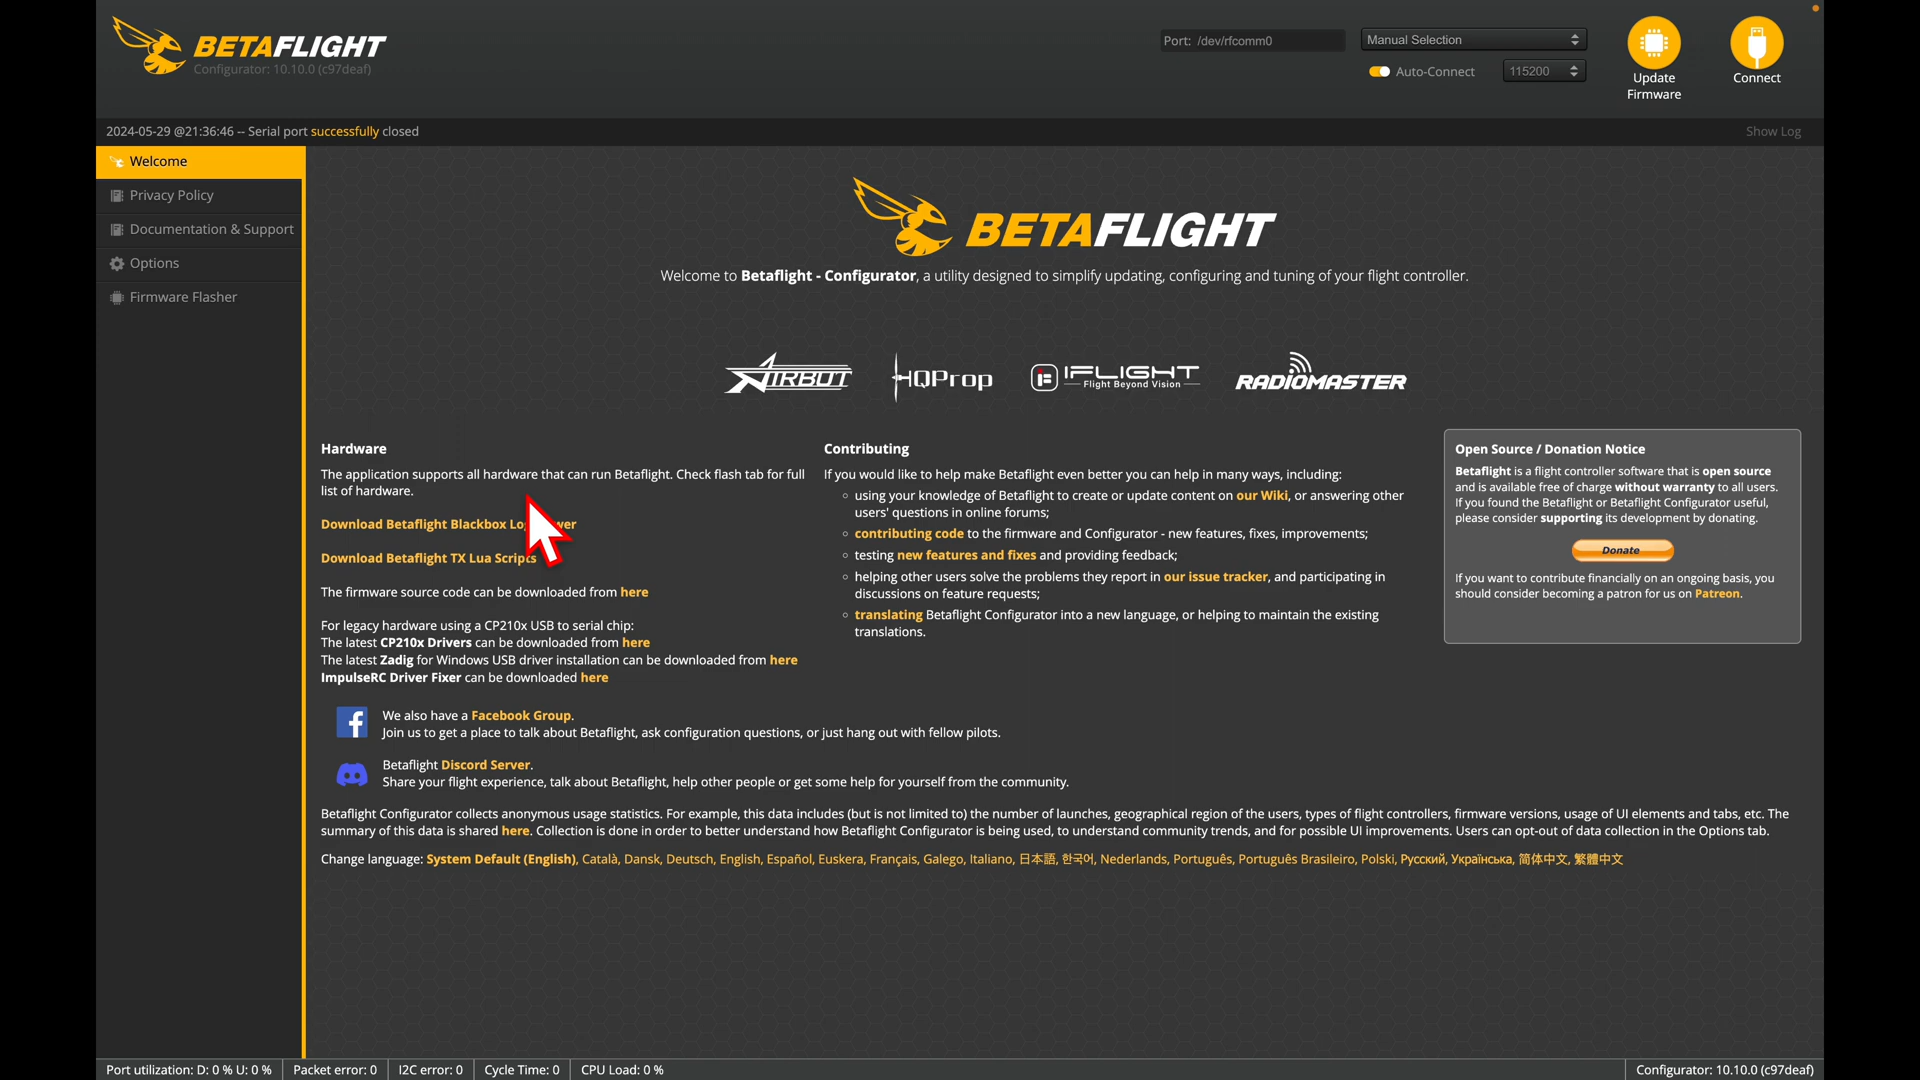 BETAFLIGHT
Configurator: 10.10.0 (c97deaf)
Port: /dev/rfcomm0
Manual Selection
Auto-Connect
115200
Update
Firmware
Connect
2024-05-29 @21:36:46 -- Serial port successfully closed
Show Log
Welcome
Privacy Policy
Documentation & Support
Options
Firmware Flasher
BETAFLIGHT
Welcome to Betaflight - Configurator, a utility designed to simplify updating, configuring and tuning of your flight controller.
AIRBOT
HQProp
IFLIGHT
Flight Beyond Vision
RADIOMASTER
Hardware
The application supports all hardware that can run Betaflight. Check flash tab for full
list of hardware.
Download Betaflight Blackbox
Download Betaflight TX Lua Scripts
The firmware source code can be downloaded from here
For legacy hardware using a CP210x USB to serial chip:
The latest CP210x Drivers can be downloaded from here
The latest Zadig for Windows USB driver installation can be downloaded from here
ImpulseRC Driver Fixer can be downloaded here
Contributing
If you would like to help make Betaflight even better you can help in many ways, including:
using your knowledge of Betaflight to create or update content on our Wiki, or answering other
users' questions in online forums;
contributing code to the firmware and Configurator - new features, fixes, improvements;
testing new features and fixes and providing feedback;
helping other users solve the problems they report in our issue tracker, and participating in
discussions on feature requests;
translating Betaflight Configurator into a new language, or helping to maintain the existing
translations.
Open Source / Donation Notice
Betaflight is a flight controller software that is open source
and is available free of charge without warranty to all users.
If you found the Betaflight or Betaflight Configurator useful,
please consider supporting its development by donating.
Donate
If you want to contribute financially on an ongoing basis, you
should consider becoming a patron for us on Patreon.
We also have a Facebook Group.
Join us to get a place to talk about Betaflight, ask configuration questions, or just hang out with fellow pilots.
Betaflight Discord Server.
Share your flight experience, talk about Betaflight, help other people or get some help for yourself from the community.
Betaflight Configurator collects anonymous usage statistics. For example, this data includes (but is not limited to) the number of launches, geographical region of the users, types of flight controllers, firmware versions, usage of UI elements and tabs, etc. The
summary of this data is shared here. Collection is done in order to better understand how Betaflight Configurator is being used, to understand community trends, and for possible UI improvements. Users can opt-out of data collection in the Options tab.
Change language: System Default (English), Català, Dansk, Deutsch, English, Español, Euskera, Français, Galego, Italiano, 日本語, 한국어, Nederlands, Português, Português Brasileiro, Polski, Русский, Українська, 简体中文, 繁體中文
Port utilization: D: 0 % U: 0 %
Packet error: 0
I2C error: 0
Cycle Time: 0
CPU Load: 0 %
Configurator: 10.10.0 (c97deaf)